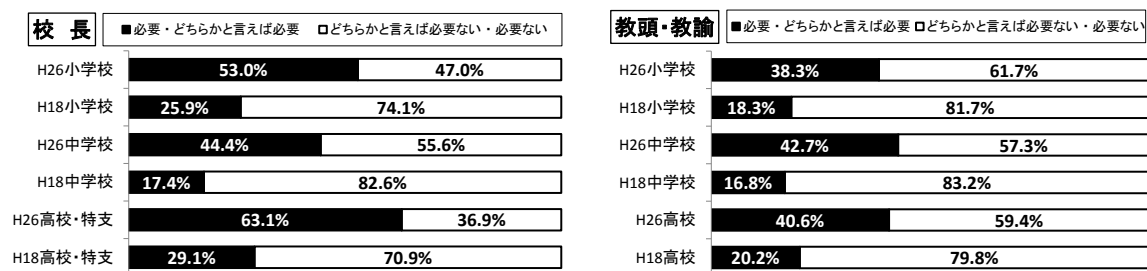 校 長
■必要・どちらかと言えば必要 □どちらかと言えば必要ない・必要ない
H26小学校 53.0% 47.0%
H18小学校 25.9% 74.1%
H26中学校 44.4% 55.6%
H18中学校 17.4% 82.6%
H26高校・特支 63.1% 36.9%
H18高校・特支 29.1% 70.9%
教頭・教諭
■必要・どちらかと言えば必要 □どちらかと言えば必要ない・必要ない
H26小学校 38.3% 61.7%
H18小学校 18.3% 81.7%
H26中学校 42.7% 57.3%
H18中学校 16.8% 83.2%
H26高校 40.6% 59.4%
H18高校 20.2% 79.8%